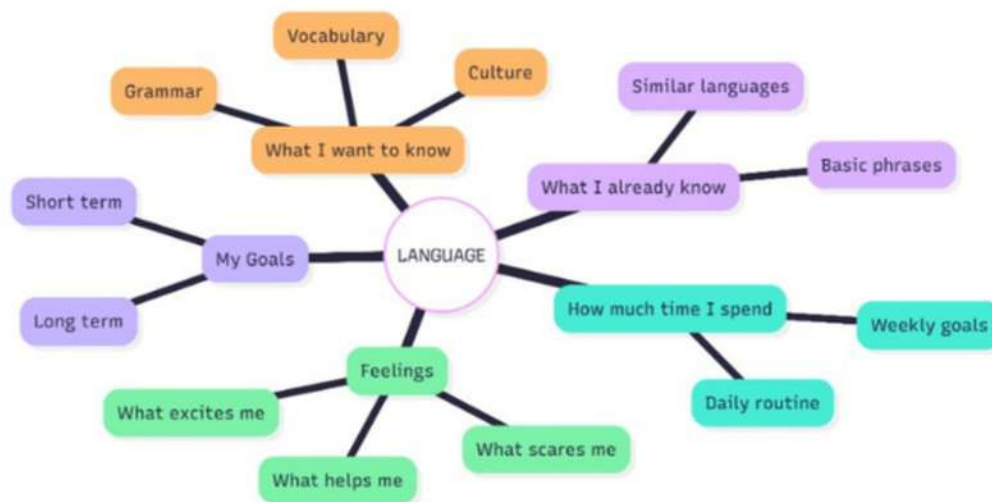 Vocabulary
Culture
Grammar
What I want to know
Similar languages
Basic phrases
What I already know
Short term
My Goals
Long term
LANGUAGE
How much time I spend
Weekly goals
Daily routine
Feelings
What excites me
What helps me
What scares me